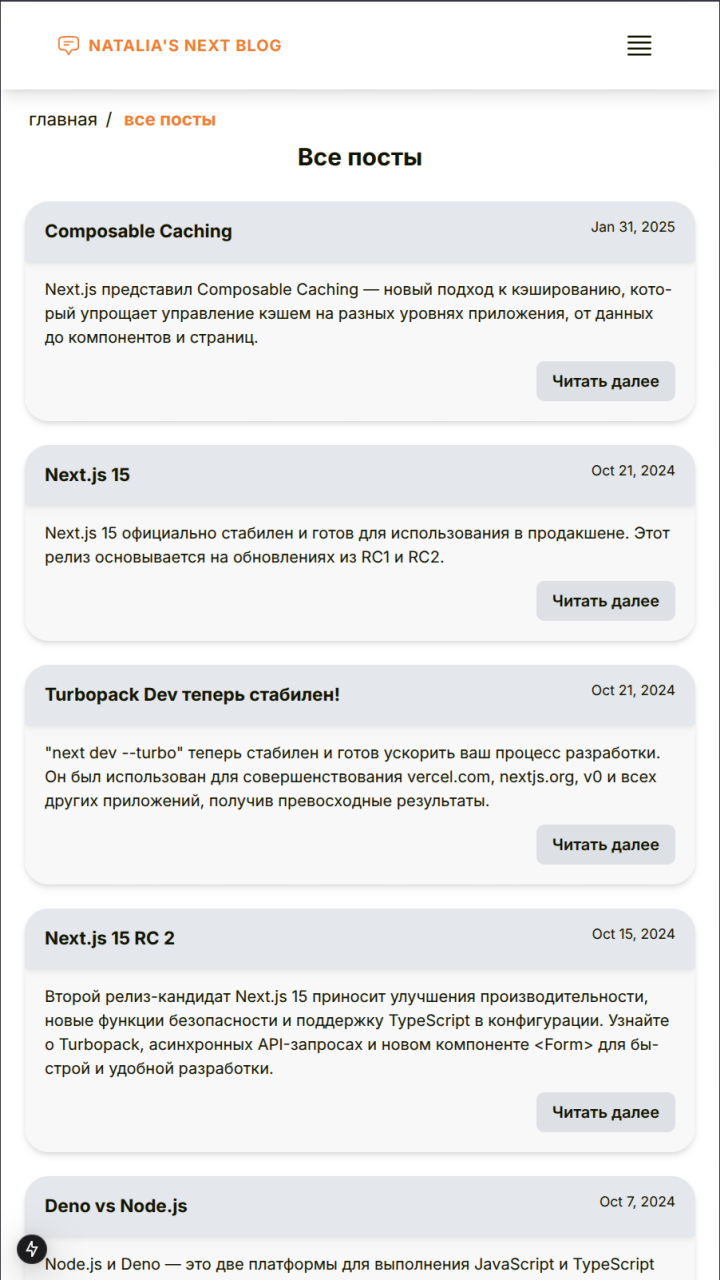 NATALIA'S NEXT BLOG
главная / все посты
Все посты
Composable Caching
Jan 31, 2025
Next.js представил Composable Caching — новый подход к кэшированию, кото-
рый упрощает управление кэшем на разных уровнях приложения, от данных
до компонентов и страниц.
Читать далее
Next.js 15
Oct 21, 2024
Next.js 15 официально стабилен и готов для использования в продакшене. Этот
релиз основывается на обновлениях из RC1 и RC2.
Читать далее
Turbopack Dev теперь стабилен!
Oct 21, 2024
"next dev --turbo" теперь стабилен и готов ускорить ваш процесс разработки.
Он был использован для совершенствования vercel.com, nextjs.org, v0 и всех
других приложений, получив превосходные результаты.
Читать далее
Next.js 15 RC 2
Oct 15, 2024
Второй релиз-кандидат Next.js 15 приносит улучшения производительности,
новые функции безопасности и поддержку TypeScript в конфигурации. Узнайте
о Turbopack, асинхронных API-запросах и новом компоненте <Form> для бы-
строй и удобной разработки.
Читать далее
Deno vs Node.js
Oct 7, 2024
Node.js и Deno — это две платформы для выполнения JavaScript и TypeScript